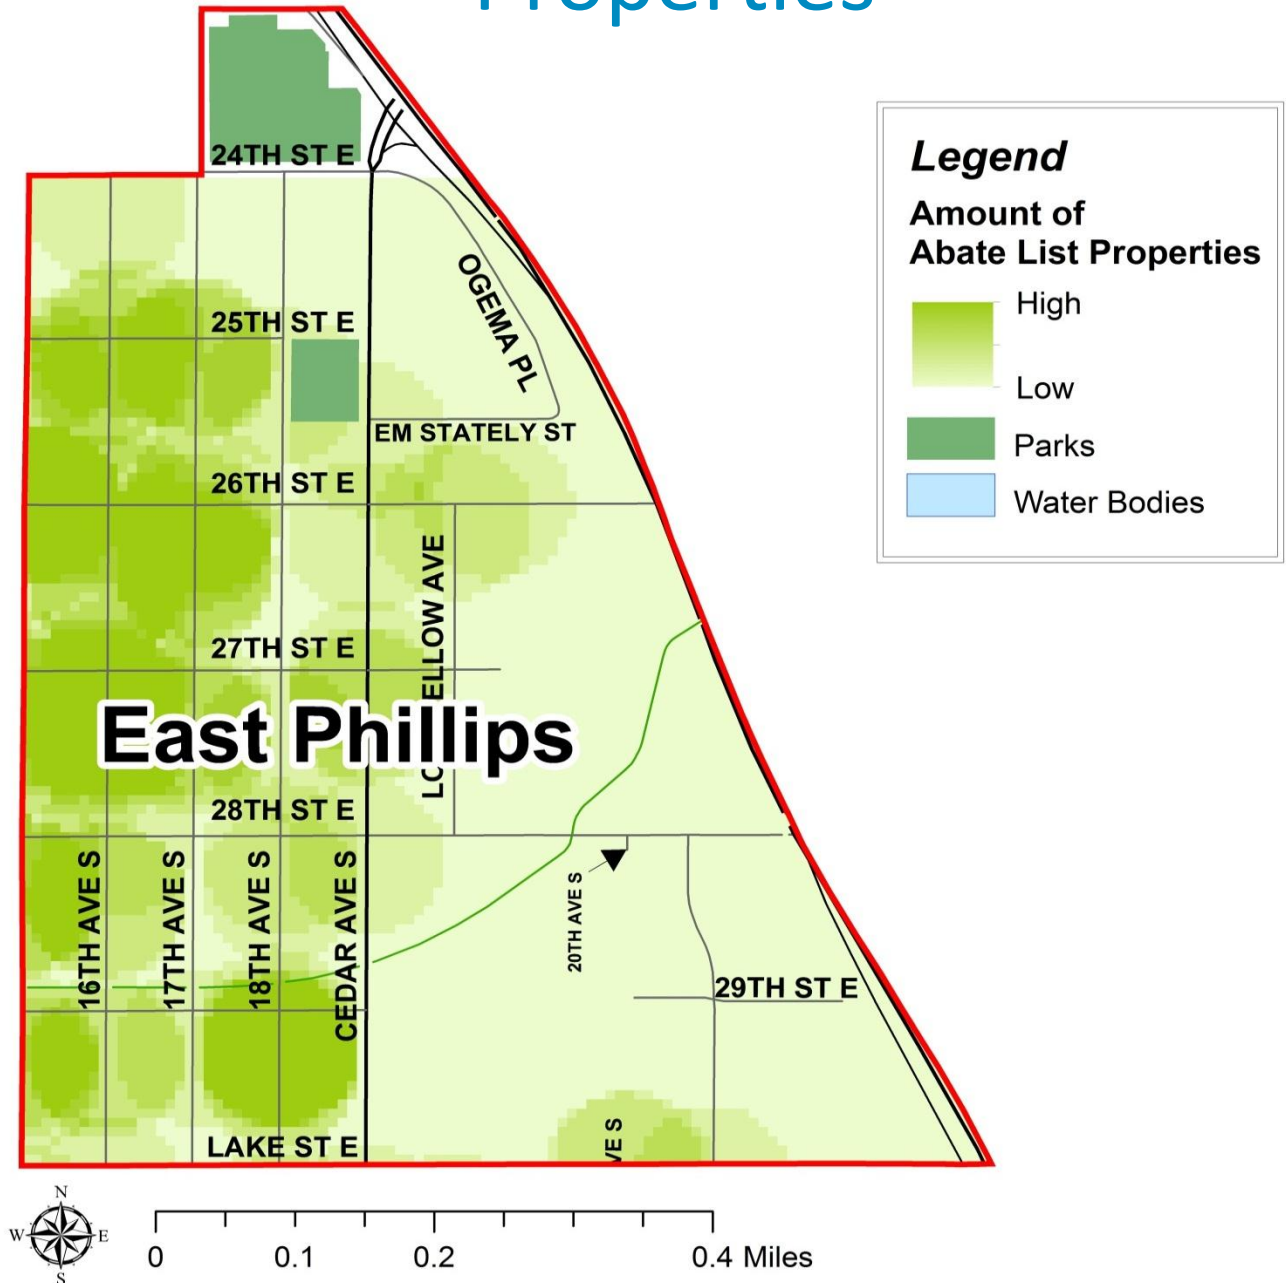 Properties
24TH ST E
OGEMA PL
25TH ST E
EM STATELY ST
26TH ST E
27TH ST E
East Phillips
28TH ST E
16TH AVE S
17TH AVE S
18TH AVE S
CEDAR AVE S
20TH AVE S
29TH ST E
LAKE ST E
Legend
Amount of
Abate List Properties
High
Low
Parks
Water Bodies
N
W E
S
0 0.1 0.2 0.4 Miles